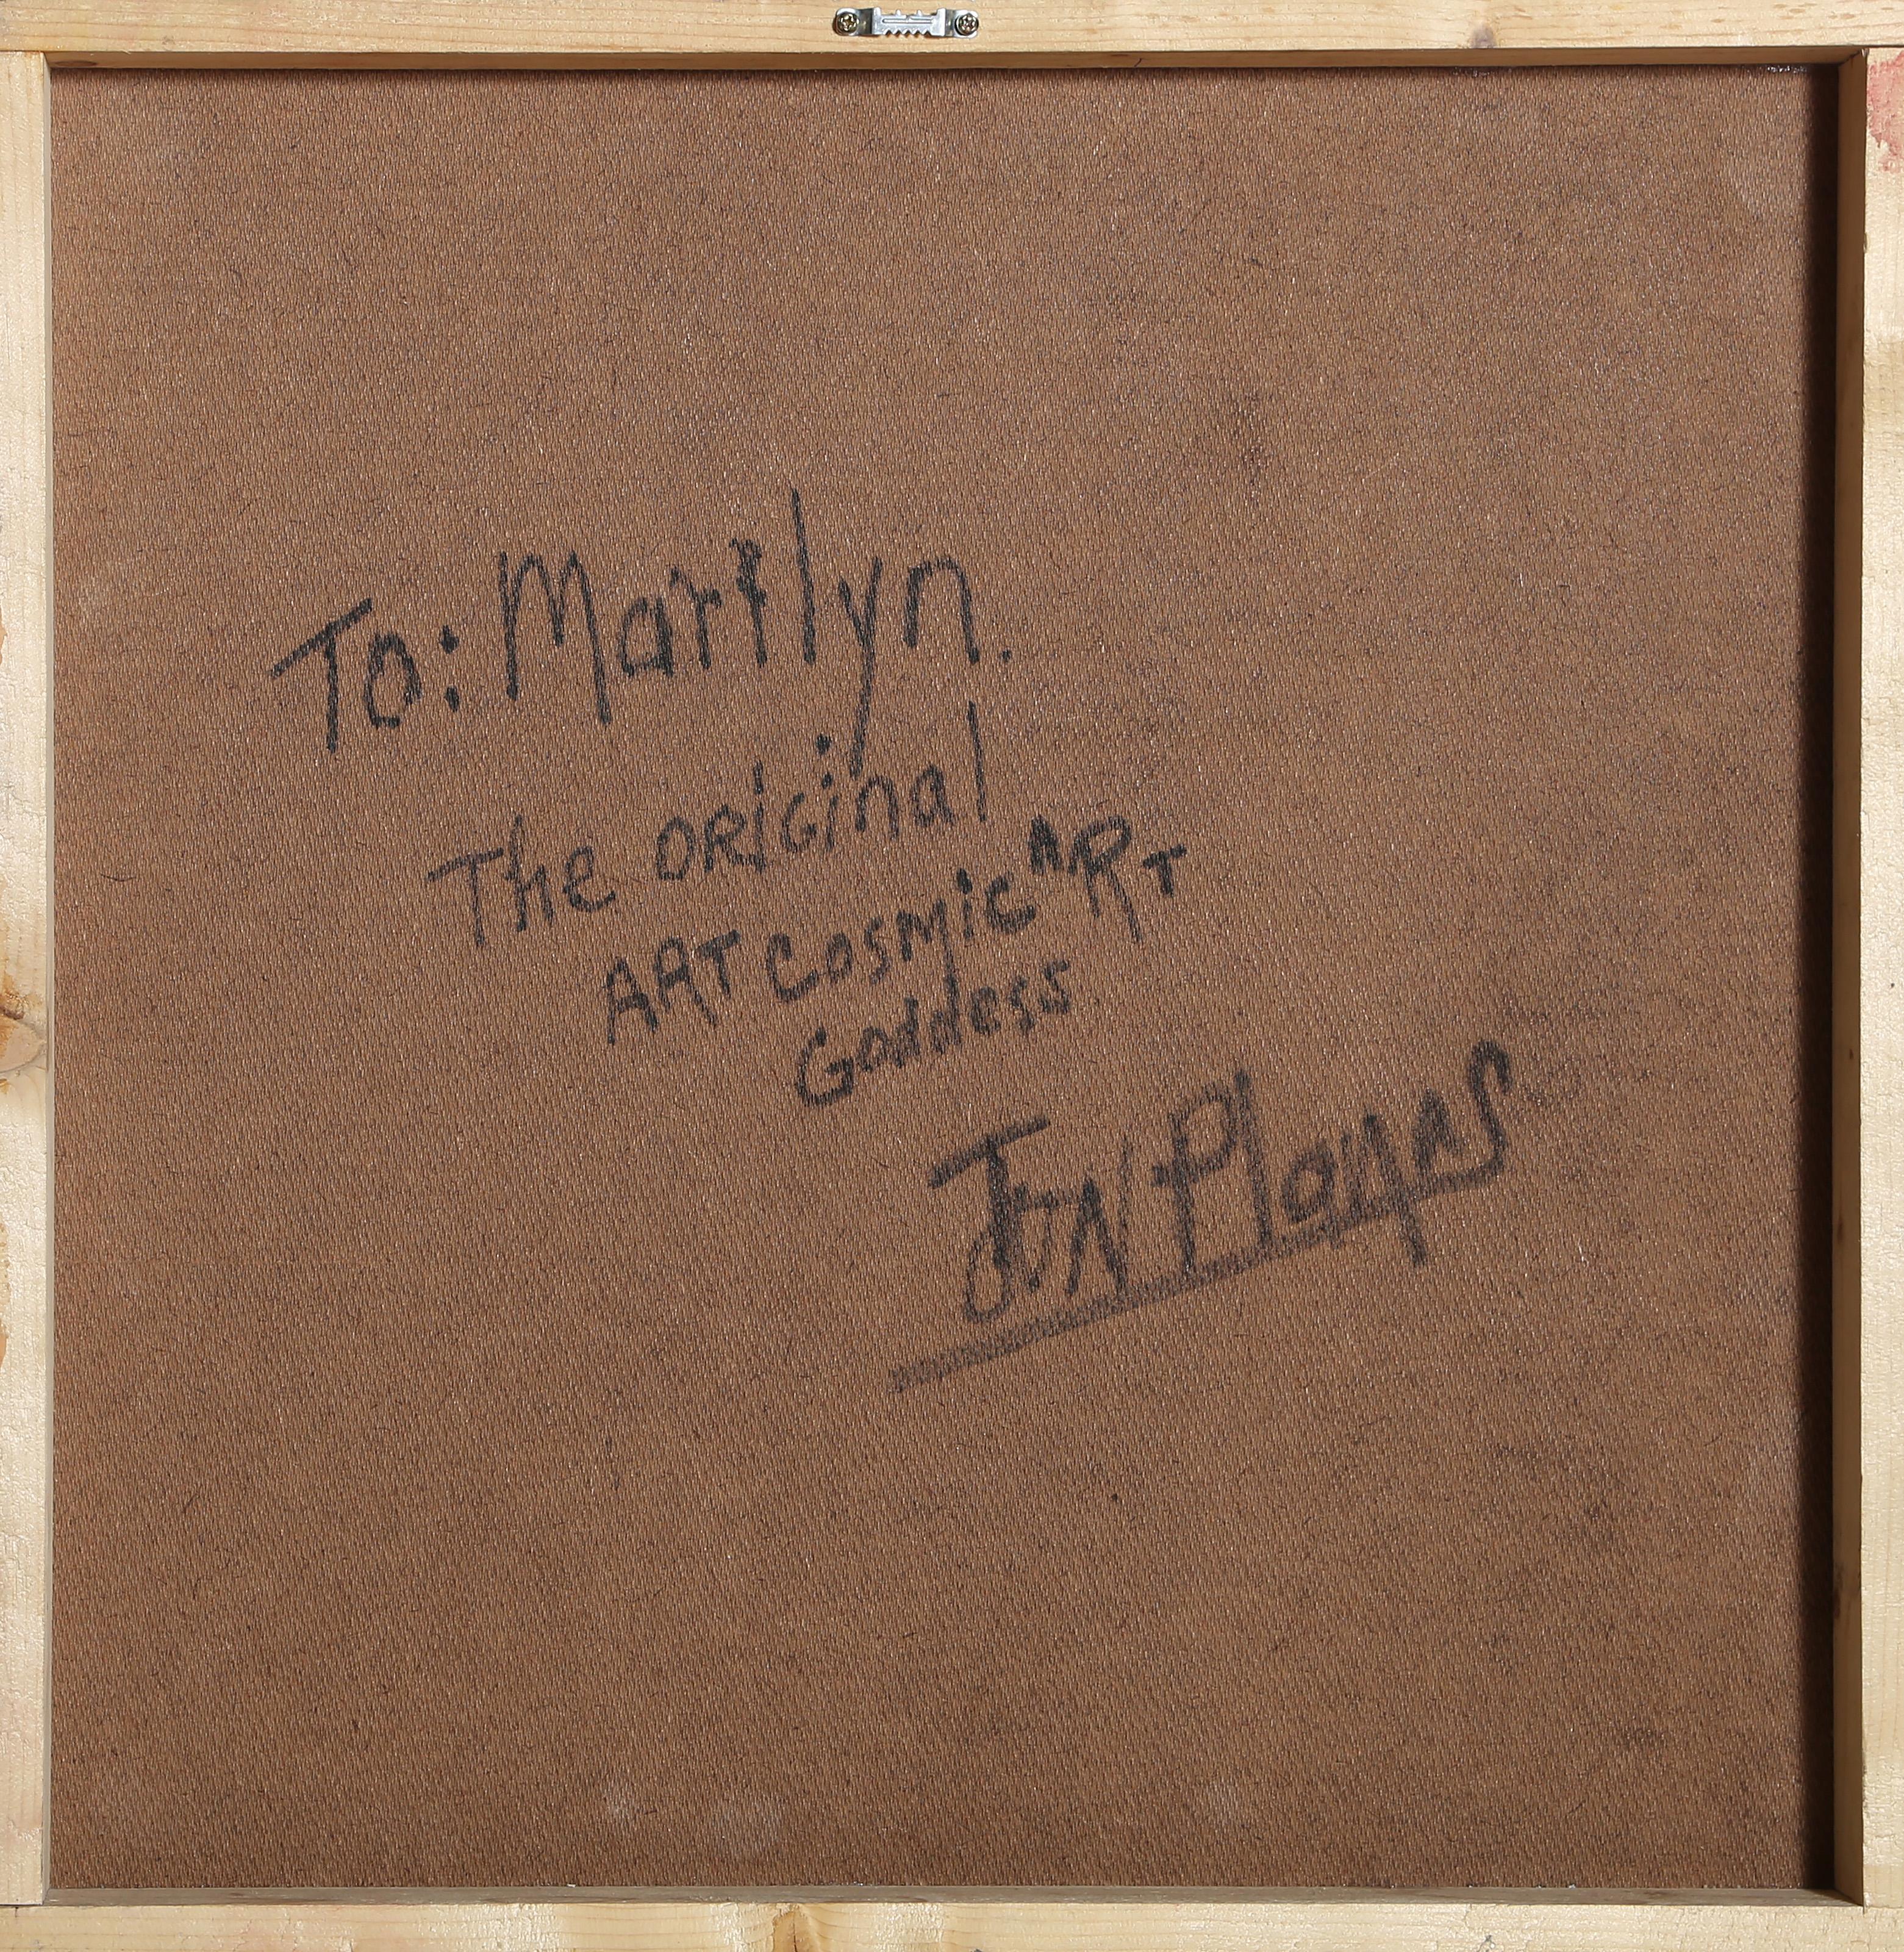 To: Marilyn.
The ORiGinal
ART COSMiC ART
Goddess